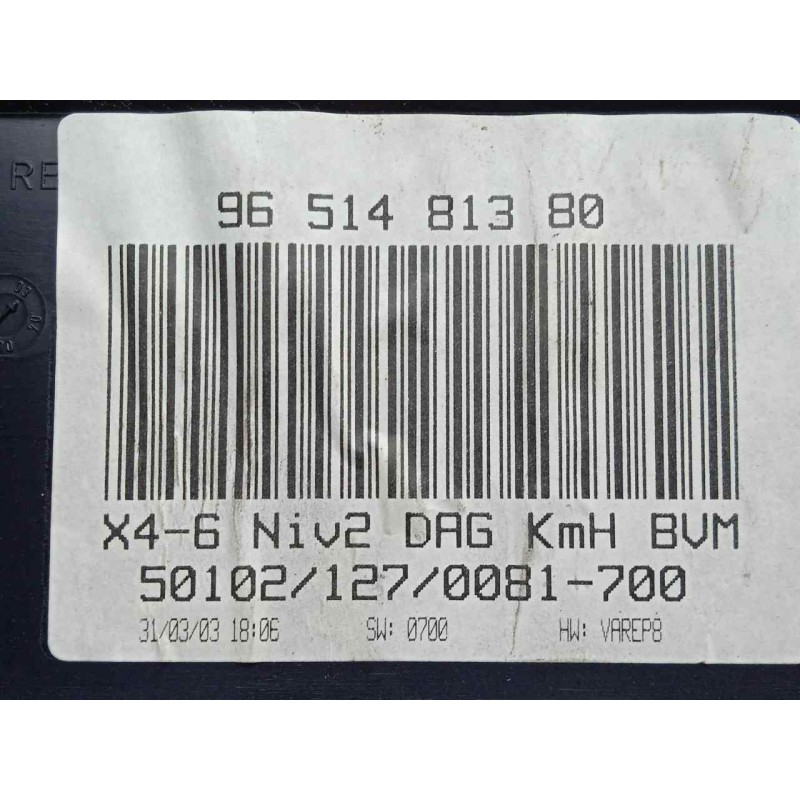 RE
96 514 813 80
X4-6 Niv2 DAG KmH BVM
50102/127/0081-700
31/03/03 18:06 SW: 0700 HW: VAREP8